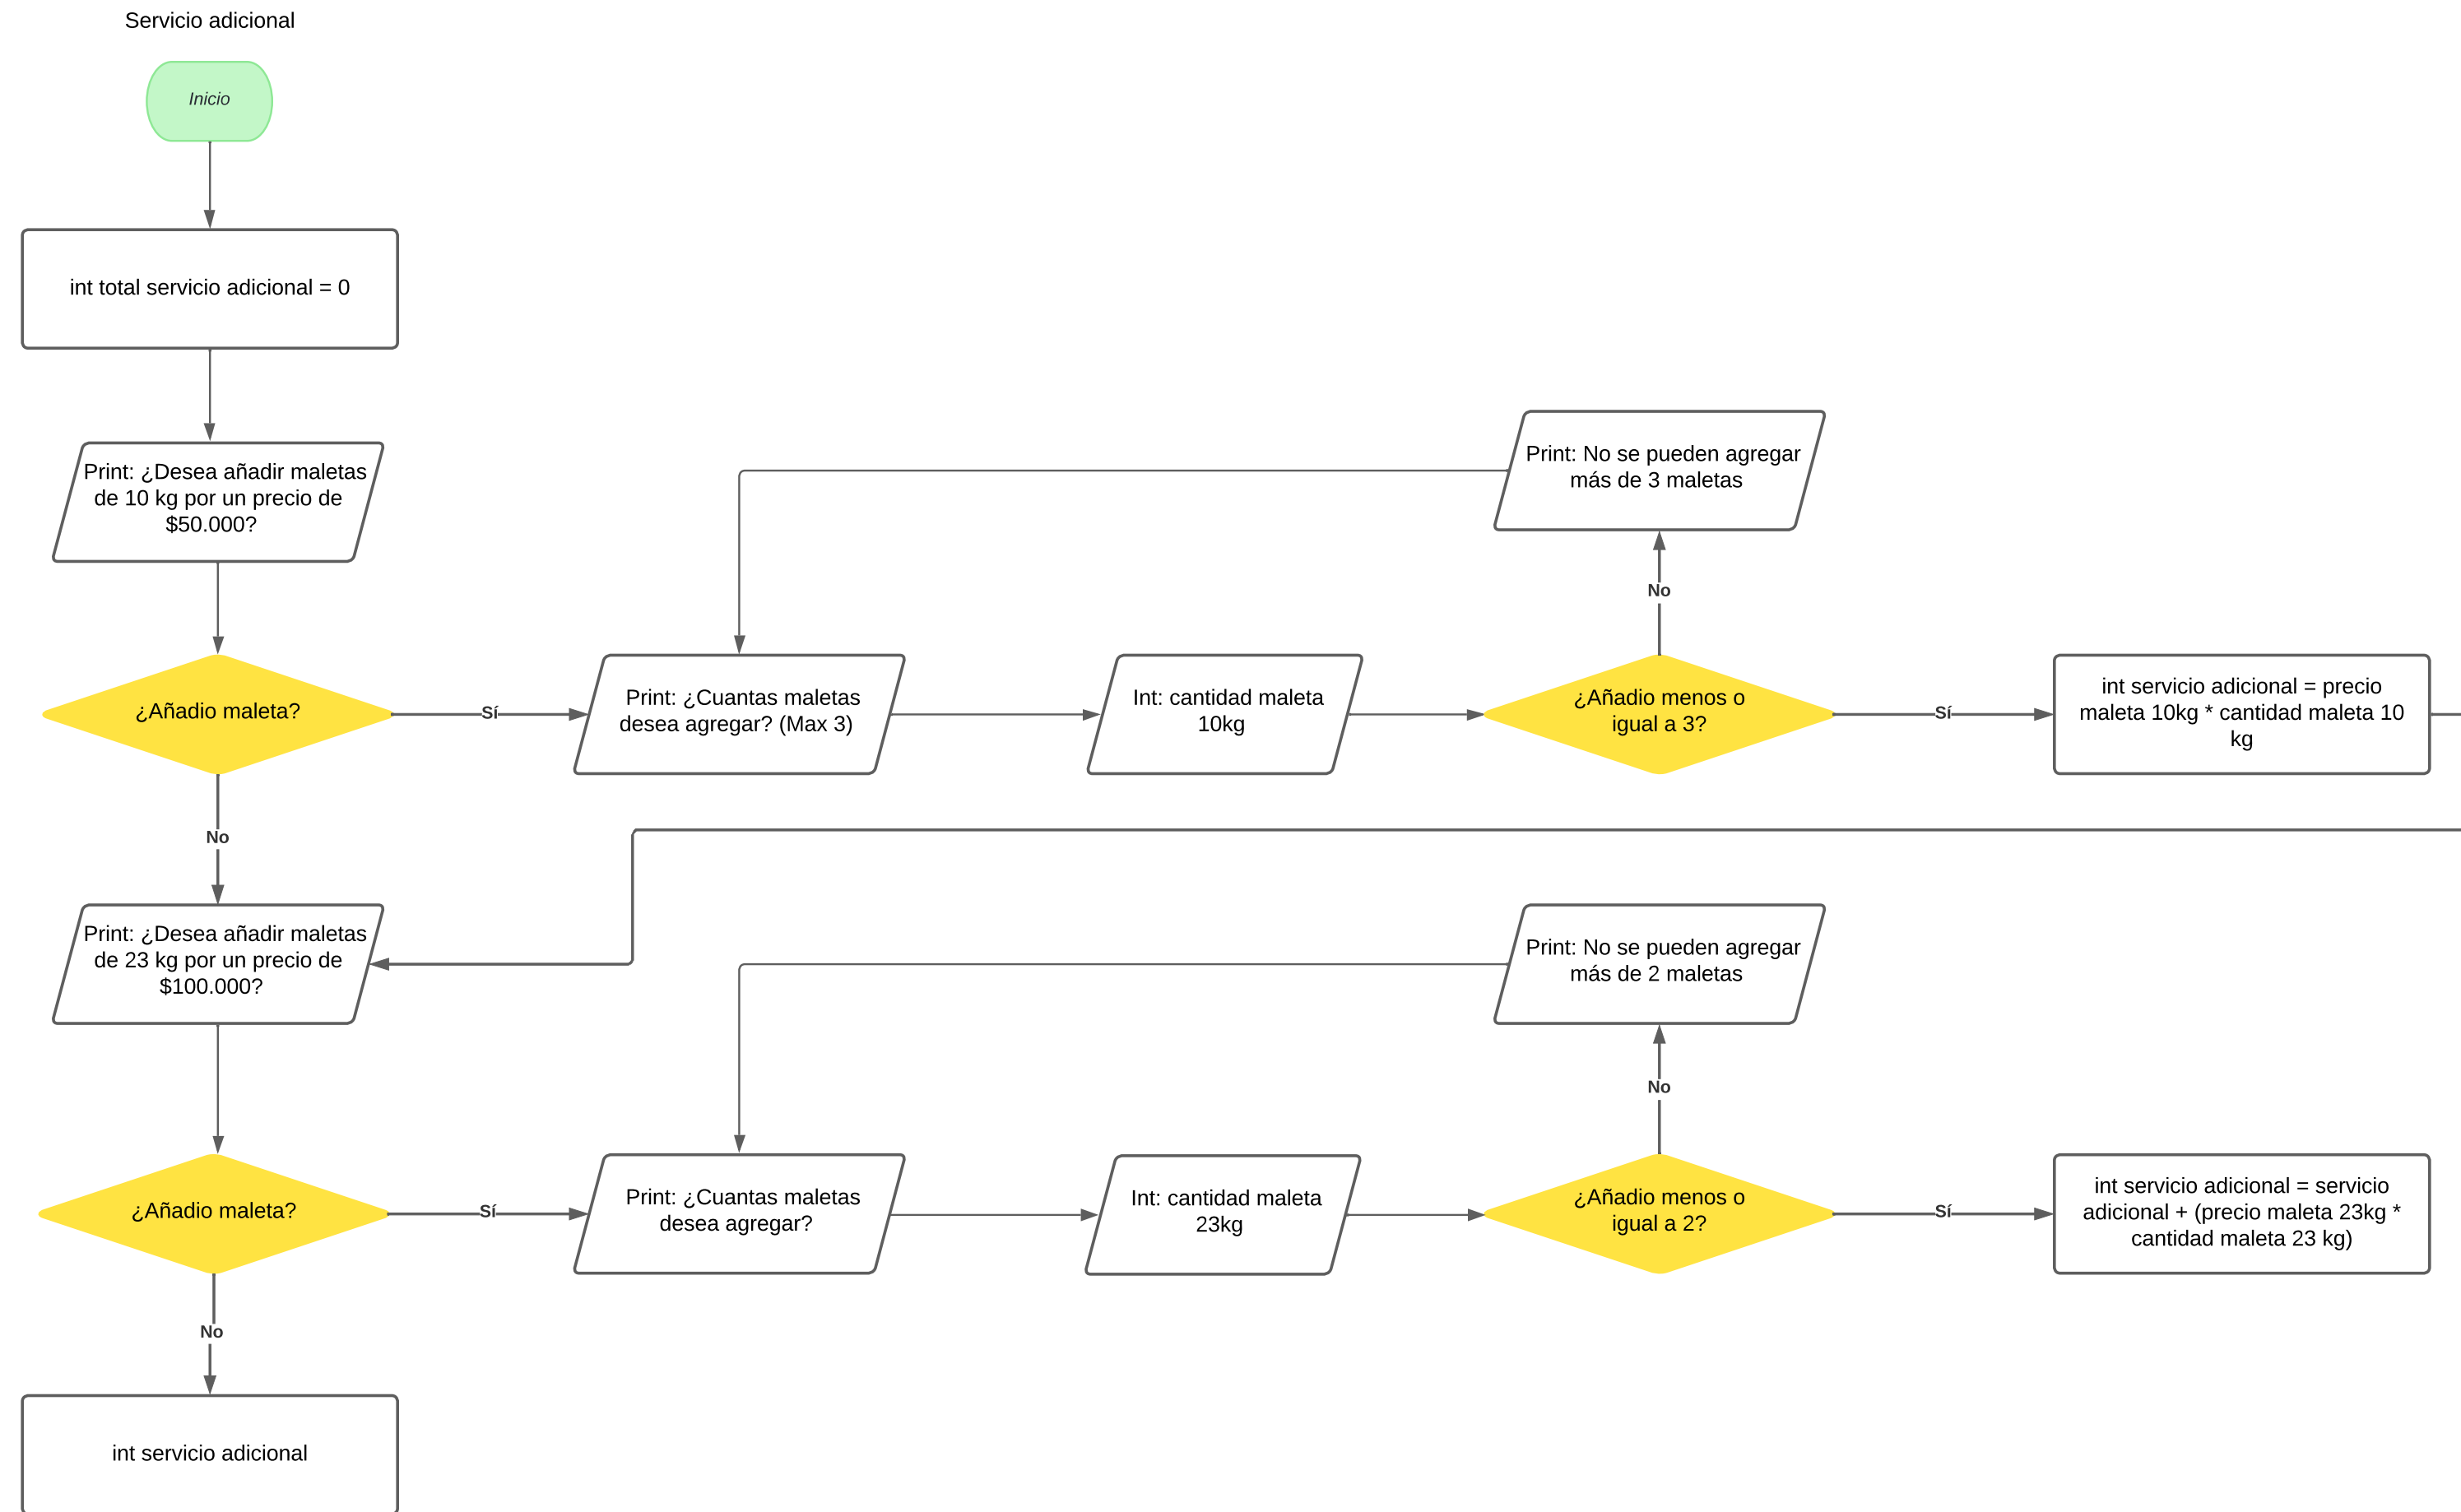 Servicio adicional
Inicio
int total servicio adicional = 0
Print: ¿Desea añadir maletas
de 10 kg por un precio de
$50.000?
Print: No se pueden agregar
más de 3 maletas
No
¿Añadio maleta?
Sí
Print: ¿Cuantas maletas
desea agregar? (Max 3)
Int: cantidad maleta
10kg
¿Añadio menos o
igual a 3?
Sí
int servicio adicional = precio
maleta 10kg * cantidad maleta 10
kg
No
Print: ¿Desea añadir maletas
de 23 kg por un precio de
$100.000?
Print: No se pueden agregar
más de 2 maletas
No
¿Añadio maleta?
Sí
Print: ¿Cuantas maletas
desea agregar?
Int: cantidad maleta
23kg
¿Añadio menos o
igual a 2?
Sí
int servicio adicional = servicio
adicional + (precio maleta 23kg *
cantidad maleta 23 kg)
No
int servicio adicional